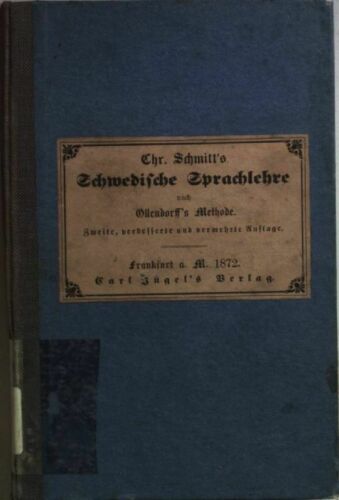 Chr. Schmitt's
Schwedische Sprachlehre
nach
Ollendorff's Methode.
Zweite, verbesserte und vermehrte Auflage.
Frankfurt a. M. 1872.
Carl Jügel's Verlag.